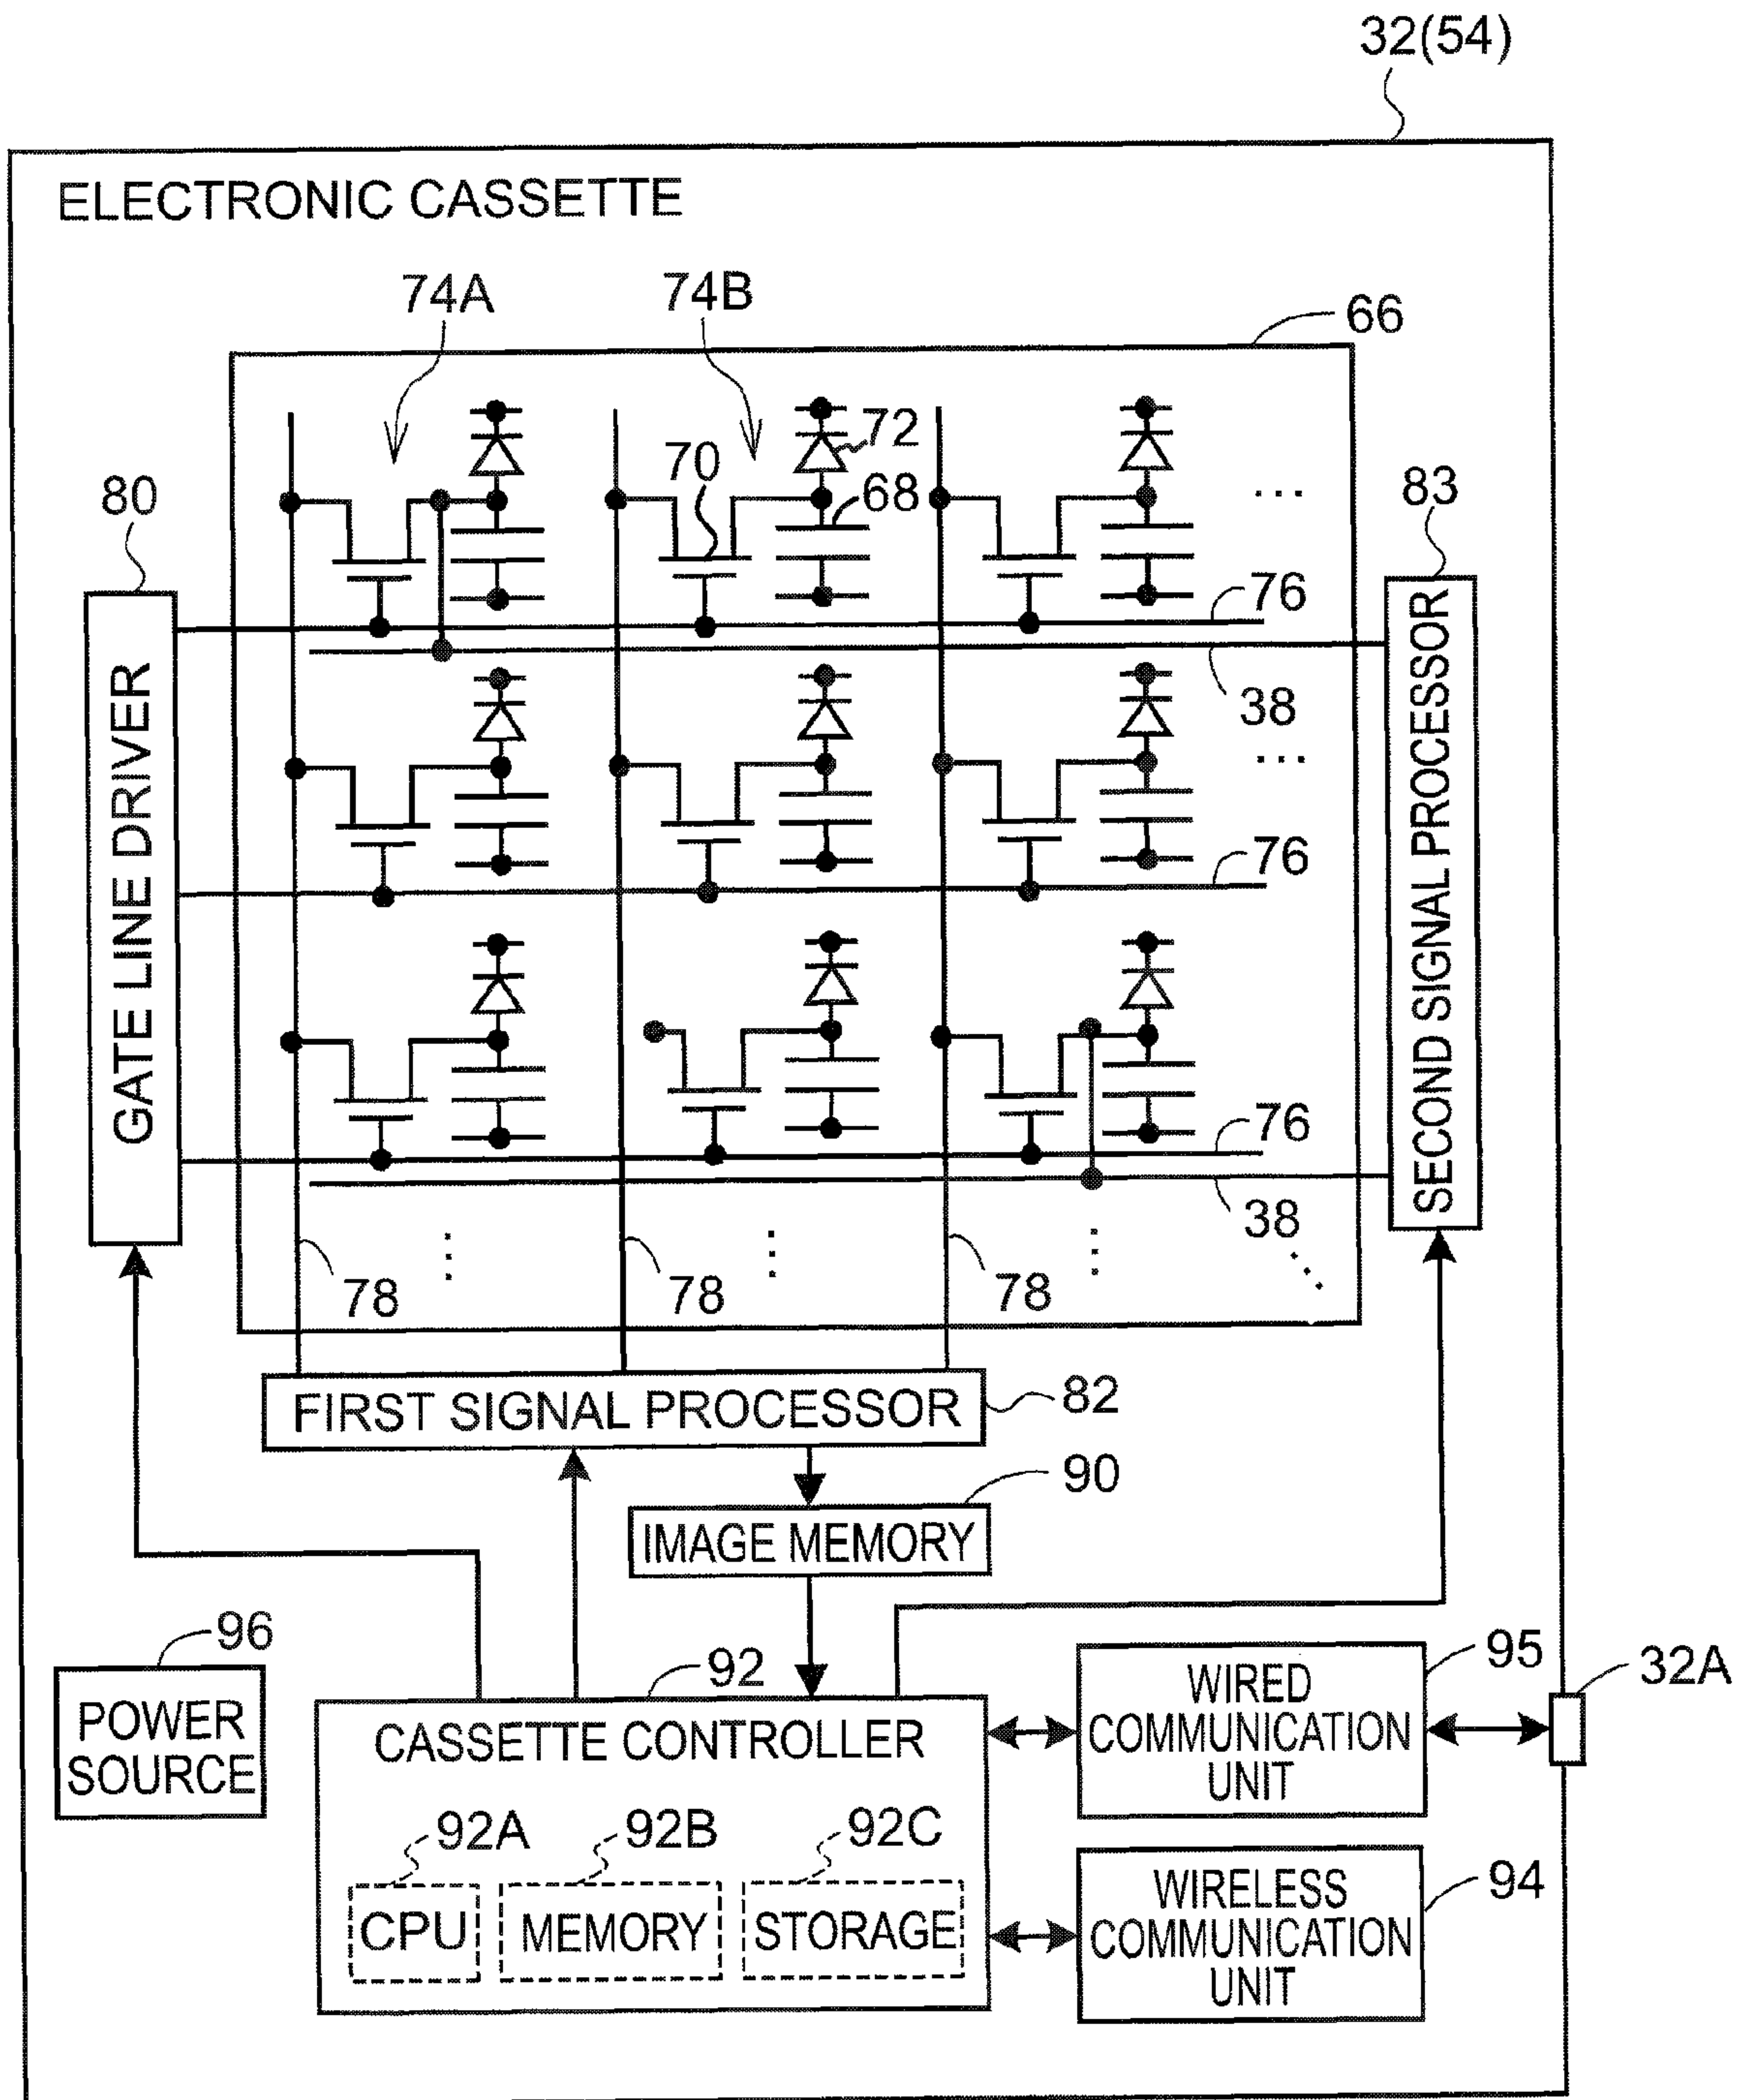 32(54)
ELECTRONIC CASSETTE
74A
74B
66
72
70
68
80
83
76
38
76
76
38
78
78
78
...
...
GATE LINE DRIVER
SECOND SIGNAL PROCESSOR
FIRST SIGNAL PROCESSOR
82
90
IMAGE MEMORY
96
POWER
SOURCE
92
CASSETTE CONTROLLER
92A
92B
92C
CPU
MEMORY
STORAGE
95
WIRED
COMMUNICATION
UNIT
32A
WIRELESS
COMMUNICATION
UNIT
94